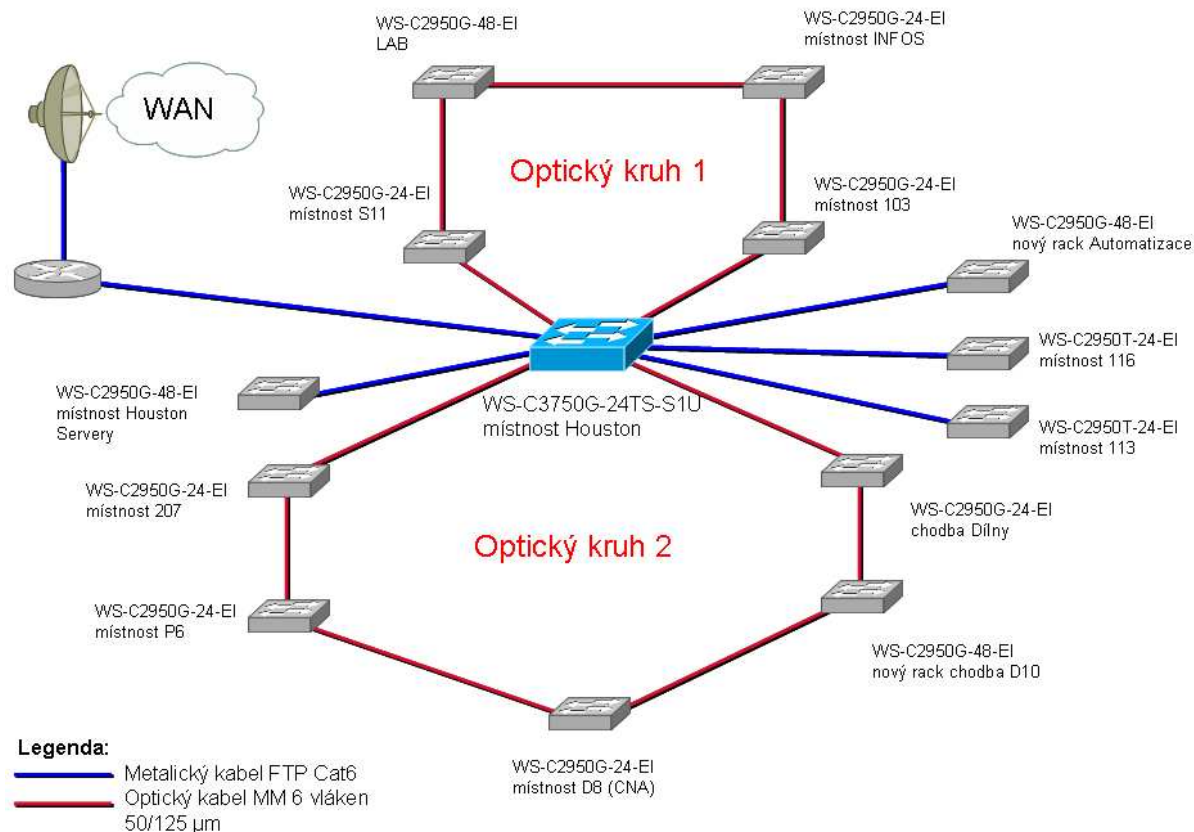 WS-C2950G-48-EI
LAB
WS-C2950G-24-EI
místnost INFOS
WAN
Optický kruh 1
WS-C2950G-24-EI
místnost S11
WS-C2950G-24-EI
místnost 103
WS-C2950G-48-EI
nový rack Automatizace
WS-C2950T-24-EI
místnost 116
WS-C2950G-48-EI
místnost Houston
Servery
WS-C3750G-24TS-S1U
místnost Houston
WS-C2950T-24-EI
místnost 113
WS-C2950G-24-EI
místnost 207
WS-C2950G-24-EI
chodba Dílny
Optický kruh 2
WS-C2950G-24-EI
místnost P6
WS-C2950G-48-EI
nový rack chodba D10
WS-C2950G-24-EI
místnost D8 (CNA)
Legenda:
Metalický kabel FTP Cat6
Optický kabel MM 6 vláken
50/125 µm